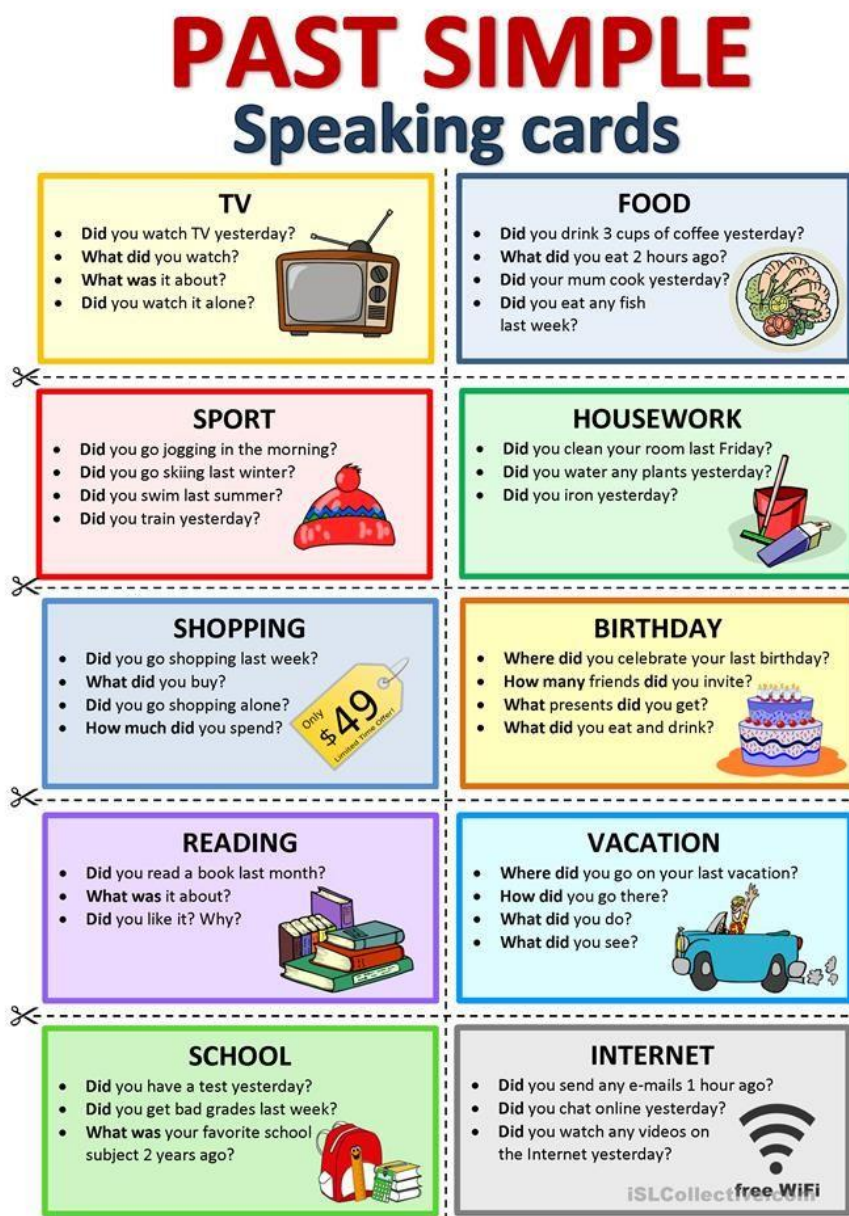 PAST SIMPLE
Speaking cards
TV
• Did you watch TV yesterday?
• What did you watch?
• What was it about?
• Did you watch it alone?
FOOD
• Did you drink 3 cups of coffee yesterday?
• What did you eat 2 hours ago?
• Did your mum cook yesterday?
• Did you eat any fish
last week?
SPORT
• Did you go jogging in the morning?
• Did you go skiing last winter?
• Did you swim last summer?
• Did you train yesterday?
HOUSEWORK
• Did you clean your room last Friday?
• Did you water any plants yesterday?
• Did you iron yesterday?
SHOPPING
• Did you go shopping last week?
• What did you buy?
• Did you go shopping alone?
• How much did you spend?
Only
$49
Limited Time Offer!
BIRTHDAY
• Where did you celebrate your last birthday?
• How many friends did you invite?
• What presents did you get?
• What did you eat and drink?
READING
• Did you read a book last month?
• What was it about?
• Did you like it? Why?
VACATION
• Where did you go on your last vacation?
• How did you go there?
• What did you do?
• What did you see?
SCHOOL
• Did you have a test yesterday?
• Did you get bad grades last week?
• What was your favorite school
subject 2 years ago?
INTERNET
• Did you send any e-mails 1 hour ago?
• Did you chat online yesterday?
• Did you watch any videos on
the Internet yesterday?
free WiFi
iSLCollective.com